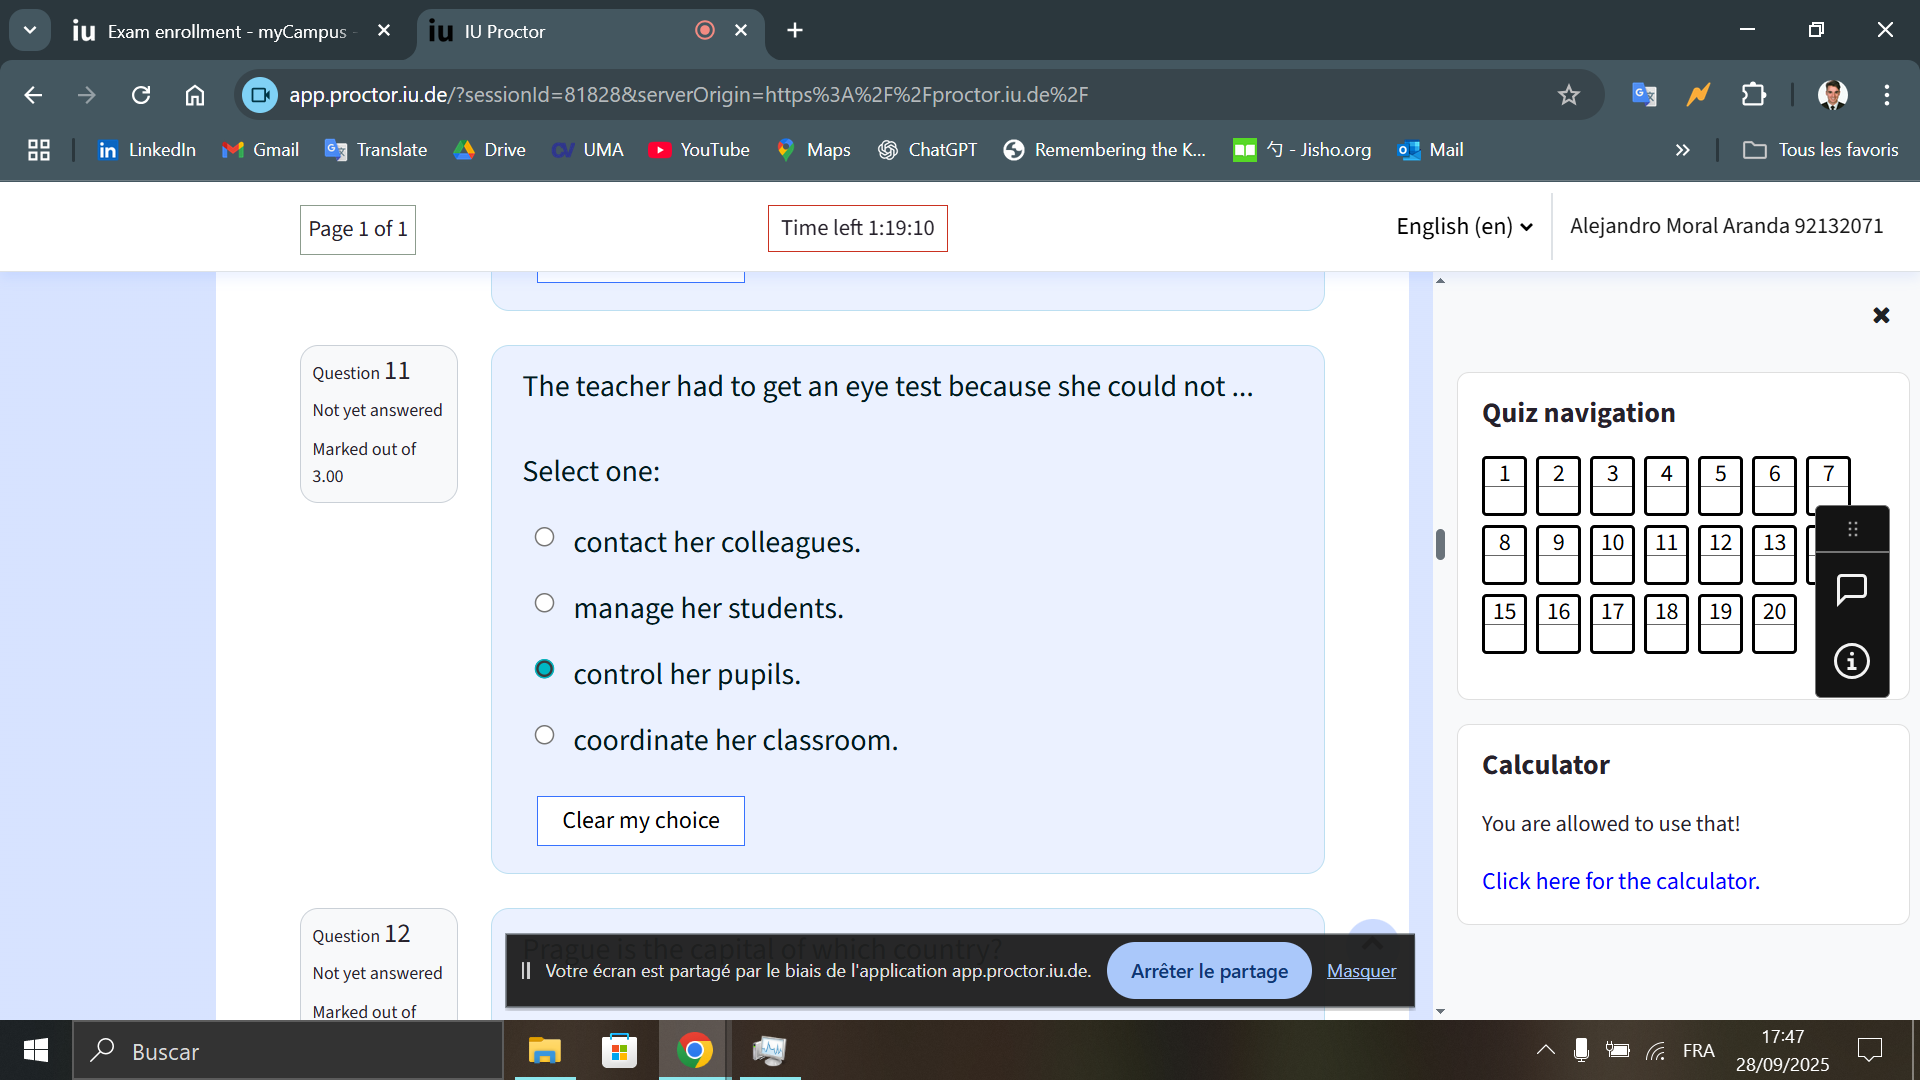 iu Exam enrollment - myCampus -
iu IU Proctor
app.proctor.iu.de/?sessionId=81828&serverOrigin=https%3A%2F%2Fproctor.iu.de%2F
LinkedIn Gmail Translate Drive UMA YouTube Maps ChatGPT Remembering the K... 勺 - Jisho.org Mail » Tous les favoris
Page 1 of 1
Time left 1:19:10
English (en)
Alejandro Moral Aranda 92132071
Question 11
Not yet answered
Marked out of
3.00
The teacher had to get an eye test because she could not ...
Select one:
contact her colleagues.
manage her students.
control her pupils.
coordinate her classroom.
Clear my choice
Question 12
Not yet answered
Marked out of
Prague is the capital of which country?
Votre écran est partagé par le biais de l'application app.proctor.iu.de.
Arrêter le partage
Masquer
Quiz navigation
1 2 3 4 5 6 7
8 9 10 11 12 13
15 16 17 18 19 20
Calculator
You are allowed to use that!
Click here for the calculator.
Buscar
FRA
17:47
28/09/2025